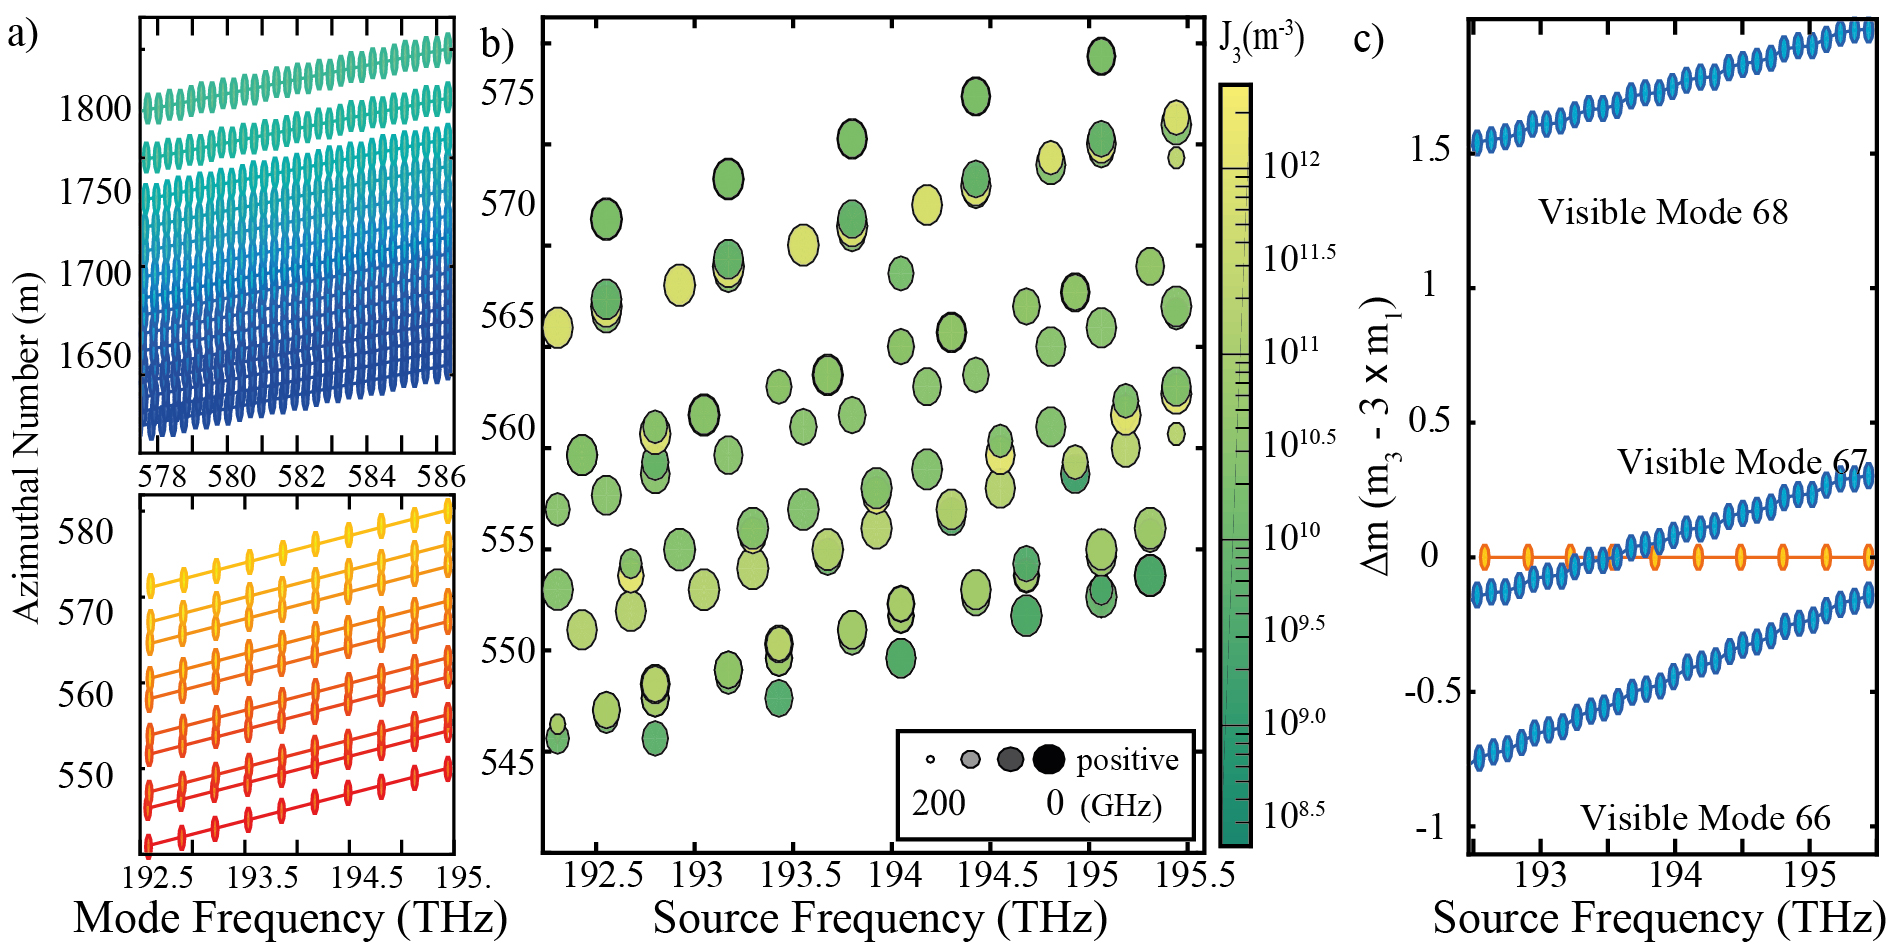 a)
1800
1750
1700
1650
578 580 582 584 586
580
570
560
550
192.5 193.5 194.5 195.
Azimuthal Number (m)
Mode Frequency (THz)
b)
575
570
565
560
555
550
545
positive
200 0 (GHz)
192.5 193 193.5 194 194.5 195 195.5
Source Frequency (THz)
J3(m-3)
10^12
10^11.5
10^11
10^10.5
10^10
10^9.5
10^9.0
10^8.5
c)
1.5
1
0.5
0
-0.5
-1
Δm (m3 - 3 x m1)
Visible Mode 68
Visible Mode 67
Visible Mode 66
193 194 195
Source Frequency (THz)